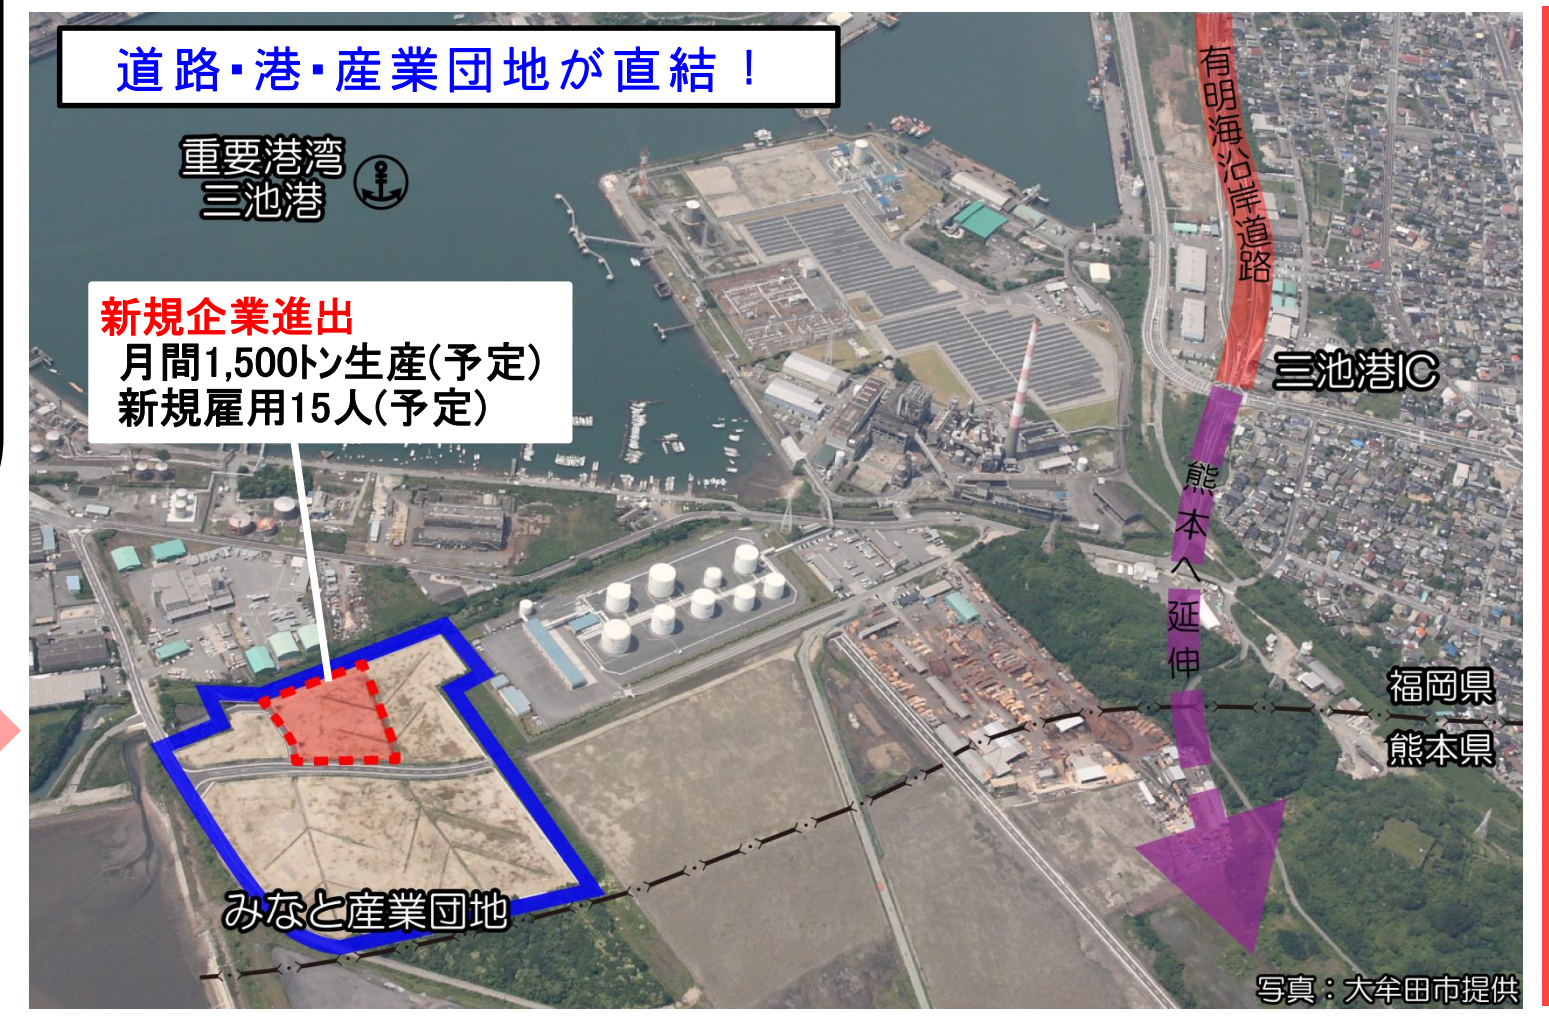 道路・港・産業団地が直結！
重要港湾
三池港
有明海沿岸道路
新規企業進出
月間1,500トン生産(予定)
新規雇用15人(予定)
三池港IC
熊本へ延伸
福岡県
熊本県
みなと産業団地
写真：大牟田市提供